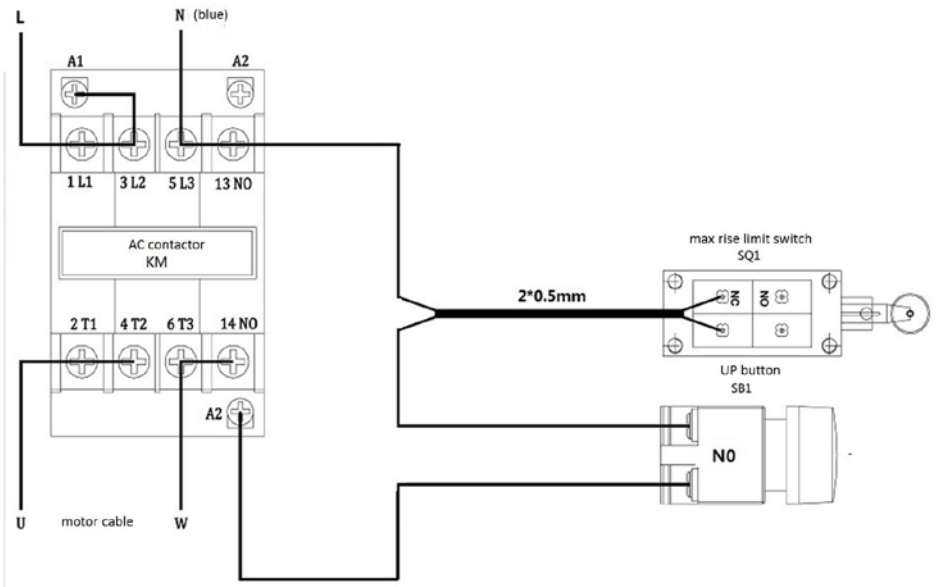 L
N (blue)
A1
A2
1 L1
3 L2
5 L3
13 NO
AC contactor
KM
2 T1
4 T2
6 T3
14 NO
A2
U
motor cable
W
2*0.5mm
max rise limit switch
SQ1
NC
NO
UP button
SB1
N0